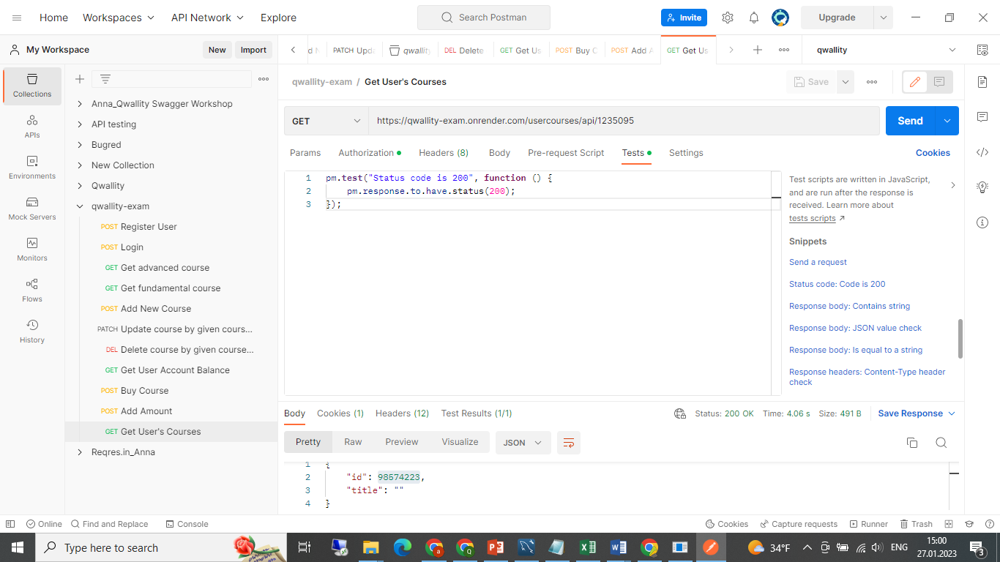 Home Workspaces API Network Explore Search Postman Invite Upgrade
My Workspace New Import
PATCH Upd qwallity DEL Delete GET Get Us POST Buy C POST Add GET Get Us qwallity
Collections
APIs
Environments
Mock Servers
Monitors
Flows
History
Anna_Qwallity Swagger Workshop
API testing
Bugred
New Collection
Qwallity
qwallity-exam
POST Register User
POST Login
GET Get advanced course
GET Get fundamental course
POST Add New Course
PATCH Update course by given cours...
DEL Delete course by given course...
GET Get User Account Balance
POST Buy Course
POST Add Amount
GET Get User's Courses
Reqres.in_Anna
qwallity-exam / Get User's Courses Save
GET https://qwallity-exam.onrender.com/usercourses/api/1235095 Send
Params Authorization Headers (8) Body Pre-request Script Tests Settings Cookies
1 pm.test("Status code is 200", function () {
2 pm.response.to.have.status(200);
3 });
Test scripts are written in JavaScript,
and are run after the response is
received. Learn more about
tests scripts
Snippets
Send a request
Status code: Code is 200
Response body: Contains string
Response body: JSON value check
Response body: Is equal to a string
Response headers: Content-Type header
check
Body Cookies (1) Headers (12) Test Results (1/1) Status: 200 OK Time: 4.06 s Size: 491 B Save Response
Pretty Raw Preview Visualize JSON
1 {
2 "id": 98574223,
3 "title": ""
4 }
Online Find and Replace Console Cookies Capture requests Runner Trash
Type here to search 34°F ENG 15:00
27.01.2023 3